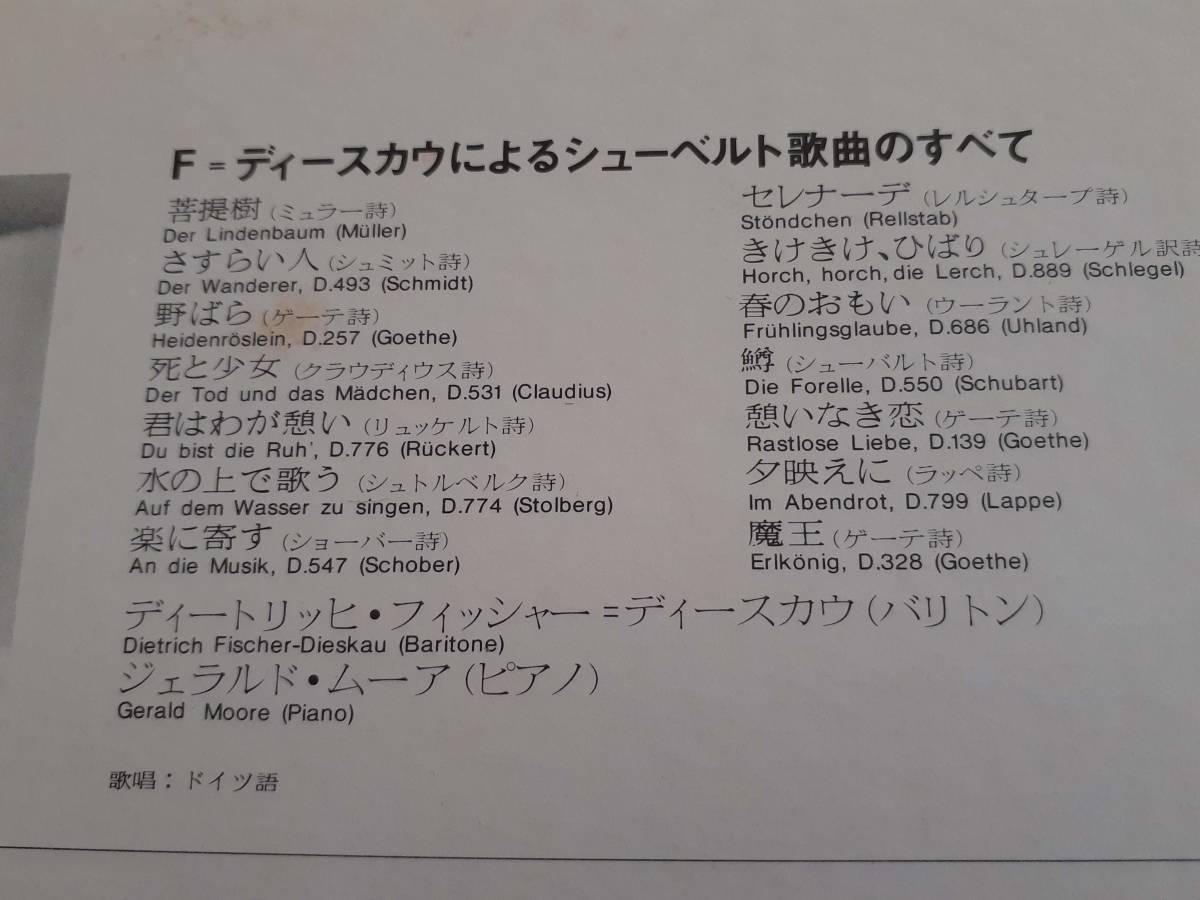 F=ディースカウによるシューベルト歌曲のすべて
菩提樹(ミュラー詩)
Der Lindenbaum (Müller)
さすらい人(シュミット詩)
Der Wanderer, D.493 (Schmidt)
野ばら(ゲーテ詩)
Heidenröslein, D.257 (Goethe)
死と少女(クラウディウス詩)
Der Tod und das Mädchen, D.531 (Claudius)
君はわが憩い(リュッケルト詩)
Du bist die Ruh', D.776 (Rückert)
水の上で歌う(シュトルベルク詩)
Auf dem Wasser zu singen, D.774 (Stolberg)
楽に寄す(ショーバー詩)
An die Musik, D.547 (Schober)
セレナーデ(レルシュタープ詩)
Stöndchen (Rellstab)
きけきけ、ひばり(シュレーゲル訳詩
Horch, horch, die Lerch, D.889 (Schlegel)
春のおもい(ウーラント詩)
Frühlingsglaube, D.686 (Uhland)
鱒(シューバルト詩)
Die Forelle, D.550 (Schubart)
憩いなき恋(ゲーテ詩)
Rastlose Liebe, D.139 (Goethe)
夕映えに(ラッペ詩)
Im Abendrot, D.799 (Lappe)
魔王(ゲーテ詩)
Erlkönig, D.328 (Goethe)
ディートリッヒ・フィッシャー=ディースカウ(バリトン)
Dietrich Fischer-Dieskau (Baritone)
ジェラルド・ムーア(ピアノ)
Gerald Moore (Piano)
歌唱:ドイツ語